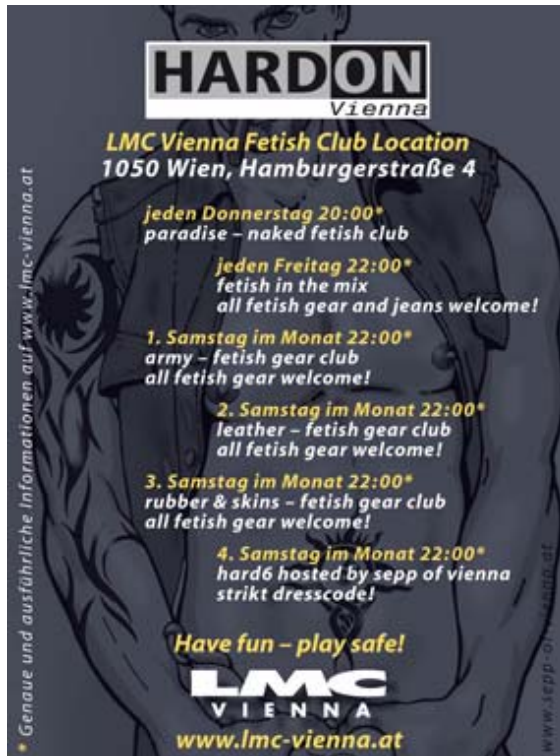 HARDON
Vienna
LMC Vienna Fetish Club Location
1050 Wien, Hamburgerstraße 4
jeden Donnerstag 20:00*
paradise – naked fetish club
jeden Freitag 22:00*
fetish in the mix
all fetish gear and jeans welcome!
1. Samstag im Monat 22:00*
army – fetish gear club
all fetish gear welcome!
2. Samstag im Monat 22:00*
leather – fetish gear club
all fetish gear welcome!
3. Samstag im Monat 22:00*
rubber & skins – fetish gear club
all fetish gear welcome!
4. Samstag im Monat 22:00*
hard6 hosted by sepp of vienna
strikt dresscode!
Have fun – play safe!
LMC
VIENNA
www.lmc-vienna.at
* Genaue und ausführliche Informationen auf www.lmc-vienna.at
www.sepp-of-vienna.at